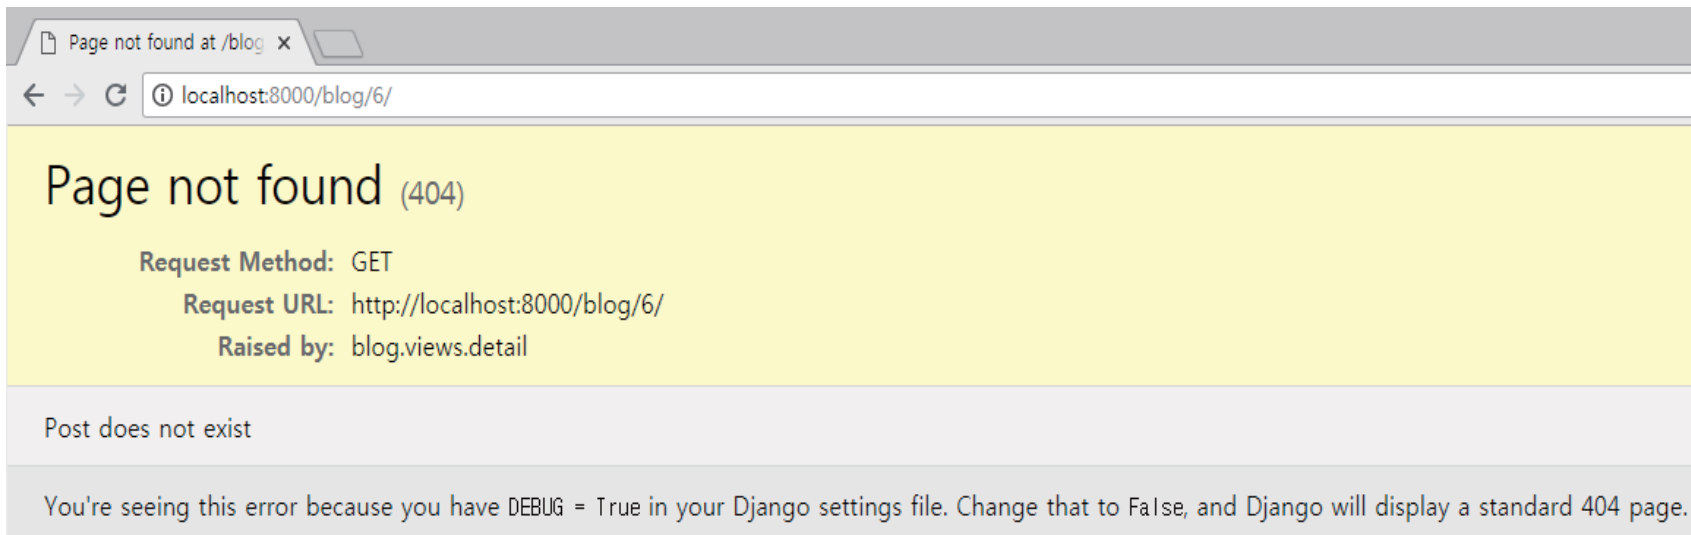 Page not found at /blog
localhost:8000/blog/6/
Page not found (404)
Request Method: GET
Request URL: http://localhost:8000/blog/6/
Raised by: blog.views.detail
Post does not exist
You're seeing this error because you have DEBUG = True in your Django settings file. Change that to False, and Django will display a standard 404 page.